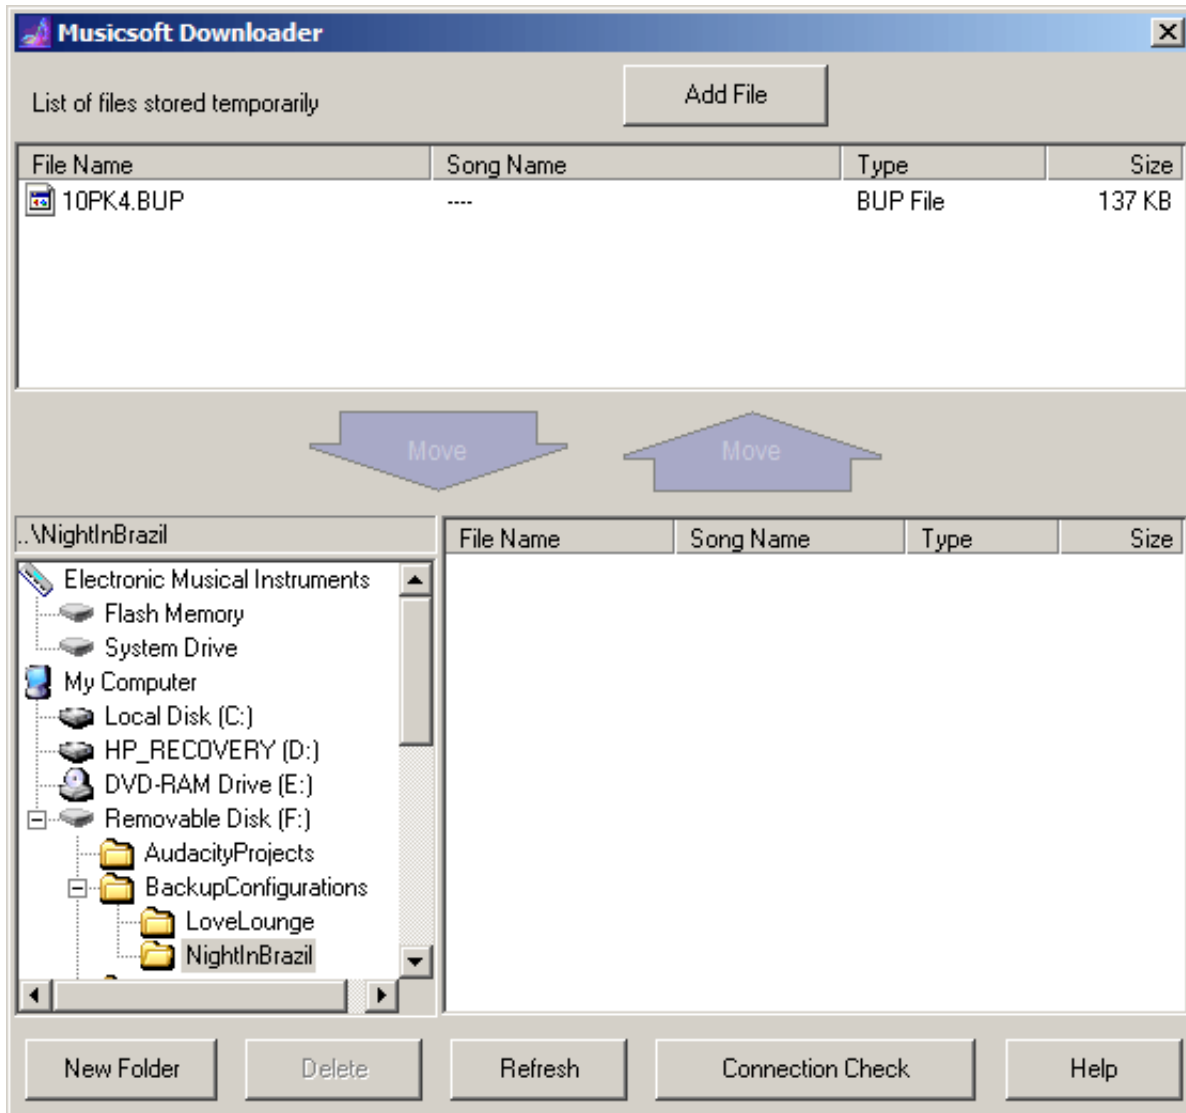 Musicsoft Downloader
List of files stored temporarily
Add File
File Name Song Name Type Size
10PK4.BUP ---- BUP File 137 KB
Move Move
..\NightInBrazil
File Name Song Name Type Size
Electronic Musical Instruments
Flash Memory
System Drive
My Computer
Local Disk (C:)
HP_RECOVERY (D:)
DVD-RAM Drive (E:)
Removable Disk (F:)
AudacityProjects
BackupConfigurations
LoveLounge
NightInBrazil
New Folder Delete Refresh Connection Check Help